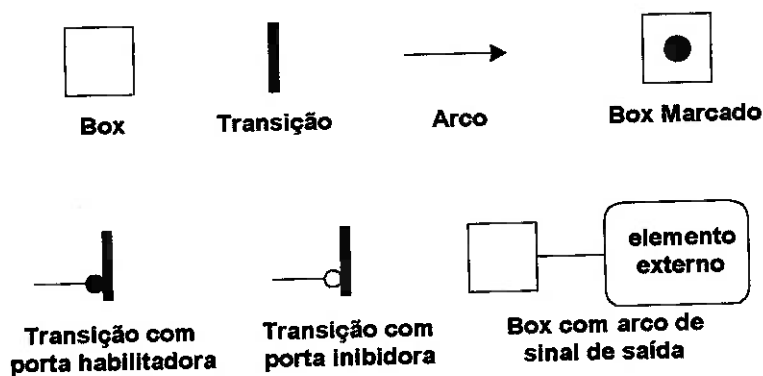 Box
Transição
Arco
Box Marcado
elemento
externo
Transição com
porta habilitadora
Transição com
porta inibidora
Box com arco de
sinal de saída